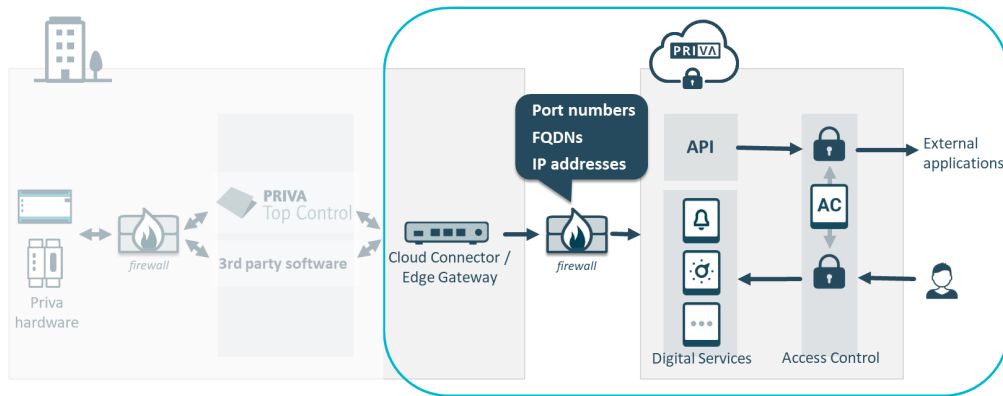 PRIVA
Port numbers
FQDNs
IP addresses
API
External
applications
PRIVA
Top Control
AC
firewall
3rd party software
Cloud Connector /
Edge Gateway
firewall
Priva
hardware
Digital Services
Access Control